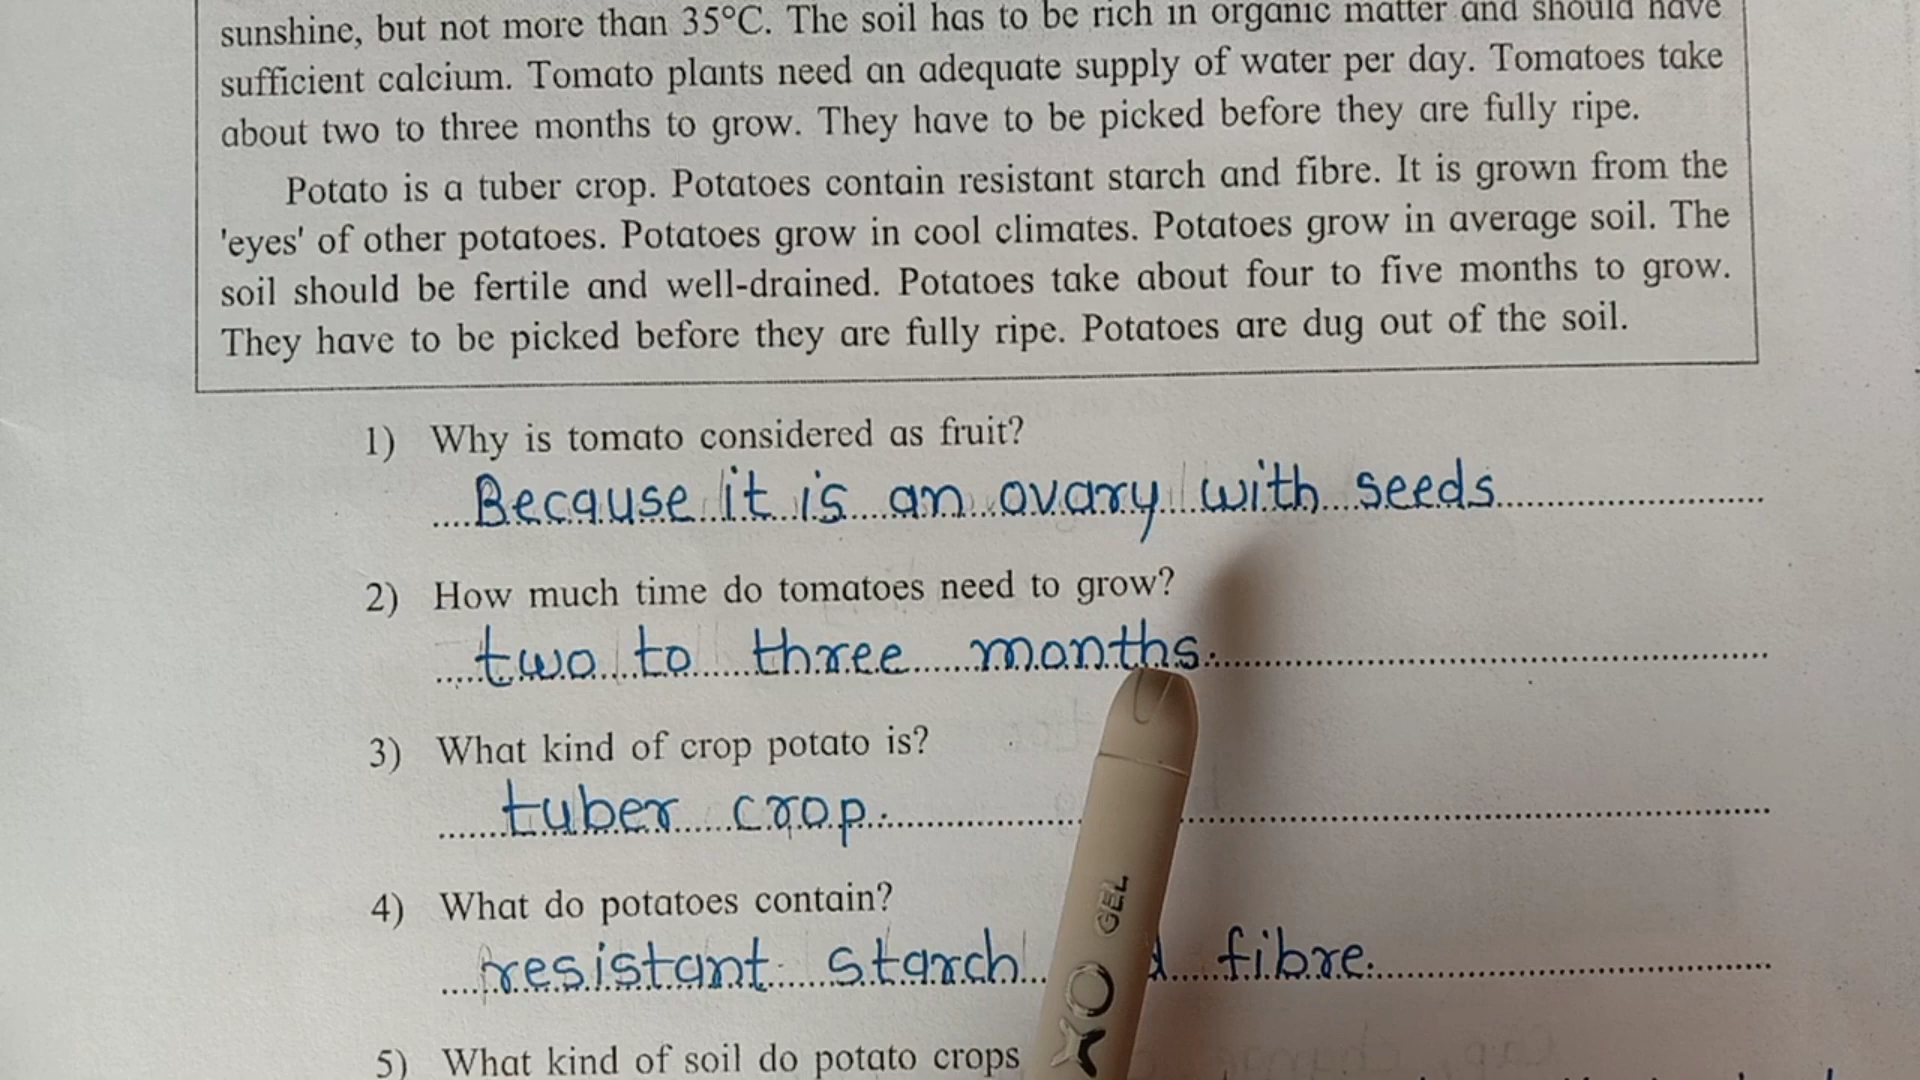 sunshine, but not more than 35°C. The soil has to be rich in organic matter and should have
sufficient calcium. Tomato plants need an adequate supply of water per day. Tomatoes take
about two to three months to grow. They have to be picked before they are fully ripe.
Potato is a tuber crop. Potatoes contain resistant starch and fibre. It is grown from the
'eyes' of other potatoes. Potatoes grow in cool climates. Potatoes grow in average soil. The
soil should be fertile and well-drained. Potatoes take about four to five months to grow.
They have to be picked before they are fully ripe. Potatoes are dug out of the soil.
1) Why is tomato considered as fruit?
Because it is an ovary with seeds
2) How much time do tomatoes need to grow?
two to three months.
3) What kind of crop potato is?
tuber crop.
4) What do potatoes contain?
resistant starch fibre.
5) What kind of soil do potato crops
XO GEL